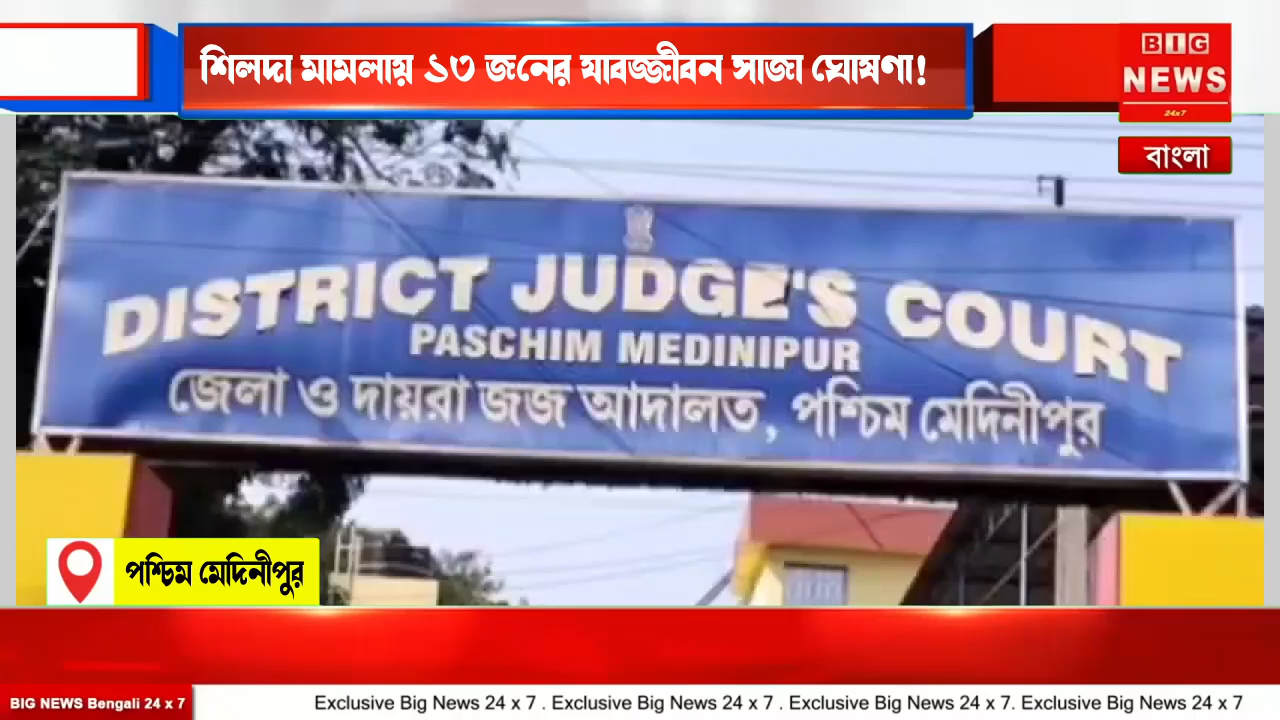 শিলদা মামলায় ১৩ জনের যাবজ্জীবন সাজা ঘোষণা!
BIG
NEWS
24x7
বাংলা
DISTRICT JUDGE'S COURT
PASCHIM MEDINIPUR
জেলা ও দায়রা জজ আদালত, পশ্চিম মেদিনীপুর
পশ্চিম মেদিনীপুর
BIG NEWS Bengali 24 x 7
Exclusive Big News 24 x 7 . Exclusive Big News 24 x 7 . Exclusive Big News 24 x 7. Exclusive Big News 24 x 7